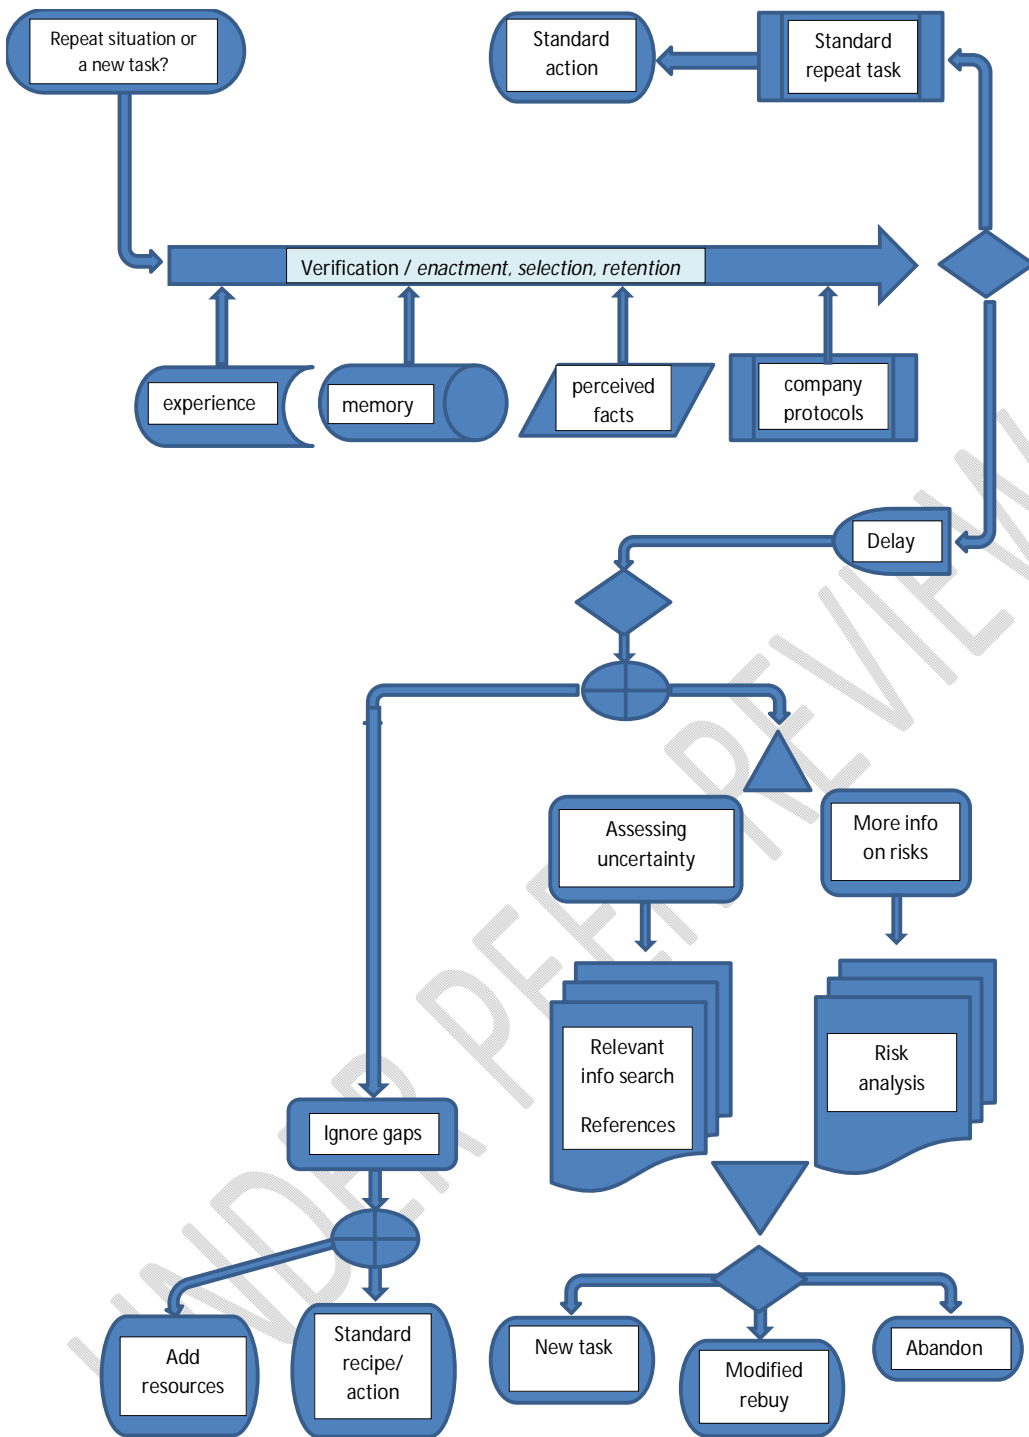 Repeat situation or
a new task?
Standard
action
Standard
repeat task
Verification / enactment, selection, retention
experience
memory
perceived
facts
company
protocols
Delay
Assessing
uncertainty
More info
on risks
Relevant
info search
References
Risk
analysis
Ignore gaps
Add
resources
Standard
recipe/
action
New task
Modified
rebuy
Abandon
UNDER PEER REVIEW